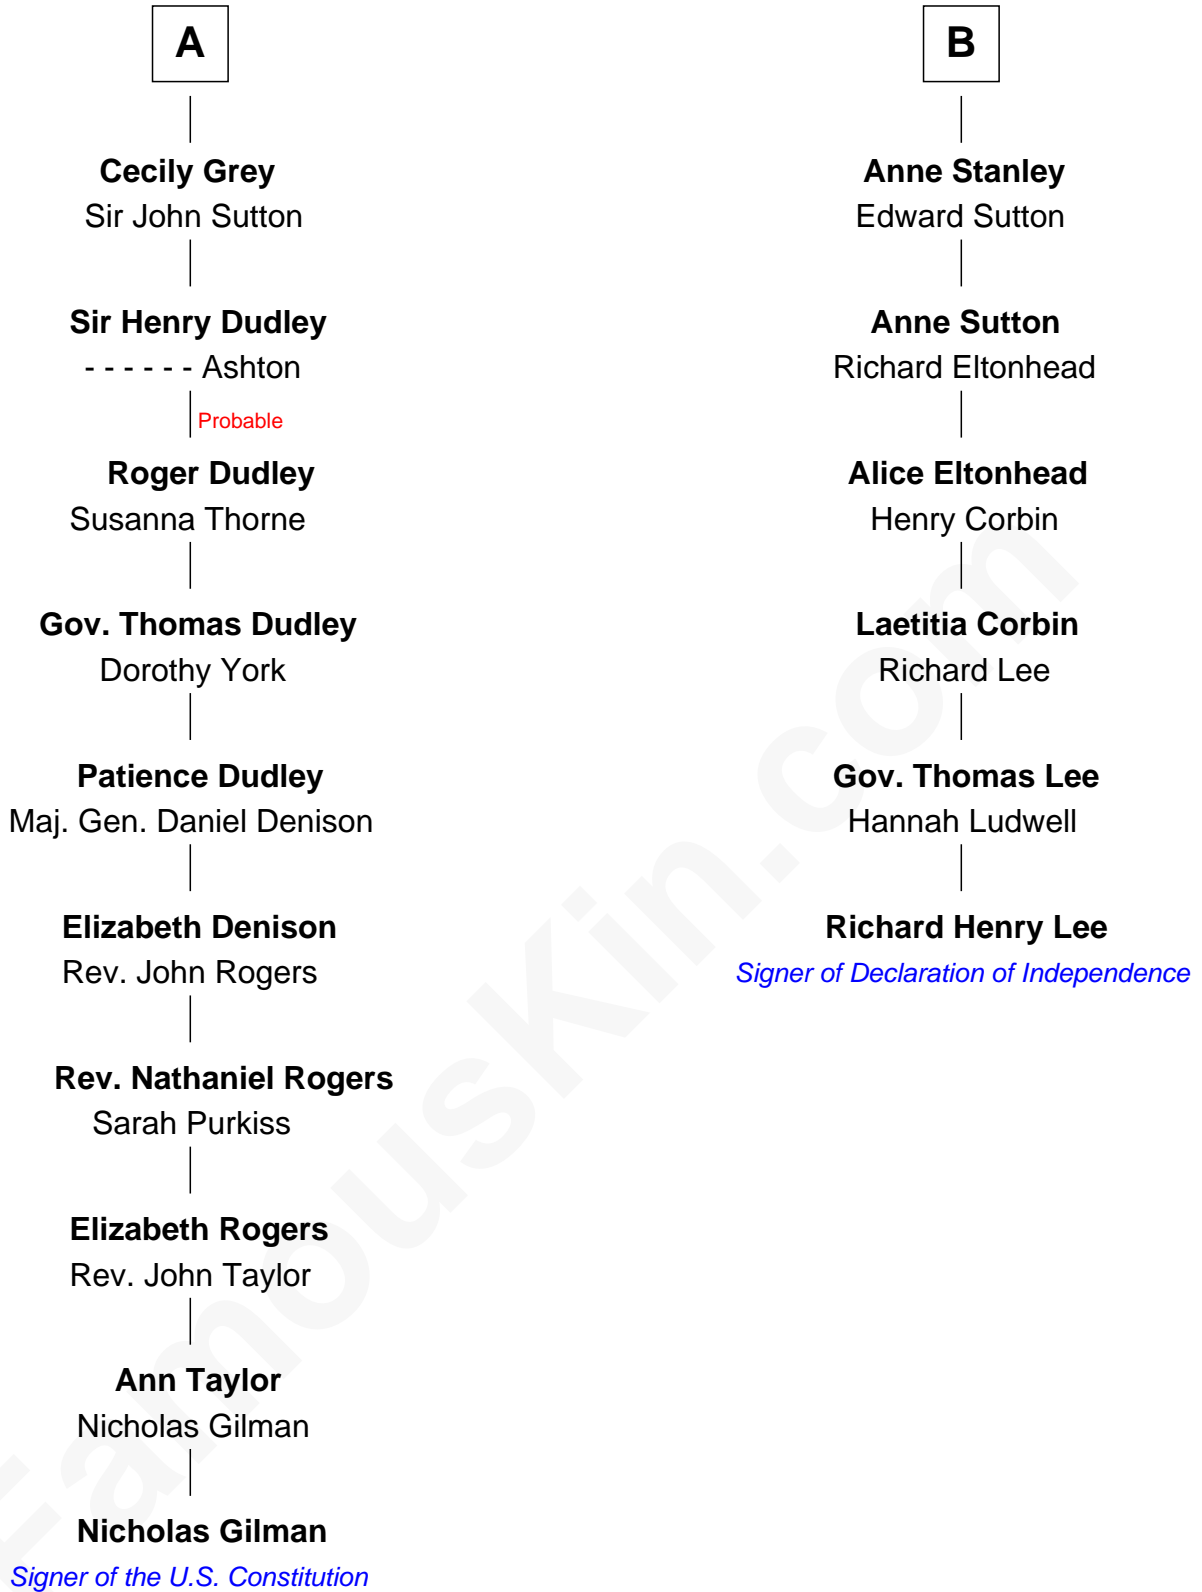 A
Cecily Grey
Sir John Sutton
Sir Henry Dudley
- - - - - - Ashton
Probable
Roger Dudley
Susanna Thorne
Gov. Thomas Dudley
Dorothy York
Patience Dudley
Maj. Gen. Daniel Denison
Elizabeth Denison
Rev. John Rogers
Rev. Nathaniel Rogers
Sarah Purkiss
Elizabeth Rogers
Rev. John Taylor
Ann Taylor
Nicholas Gilman
Nicholas Gilman
Signer of the U.S. Constitution
B
Anne Stanley
Edward Sutton
Anne Sutton
Richard Eltonhead
Alice Eltonhead
Henry Corbin
Laetitia Corbin
Richard Lee
Gov. Thomas Lee
Hannah Ludwell
Richard Henry Lee
Signer of Declaration of Independence
FamousKin.com